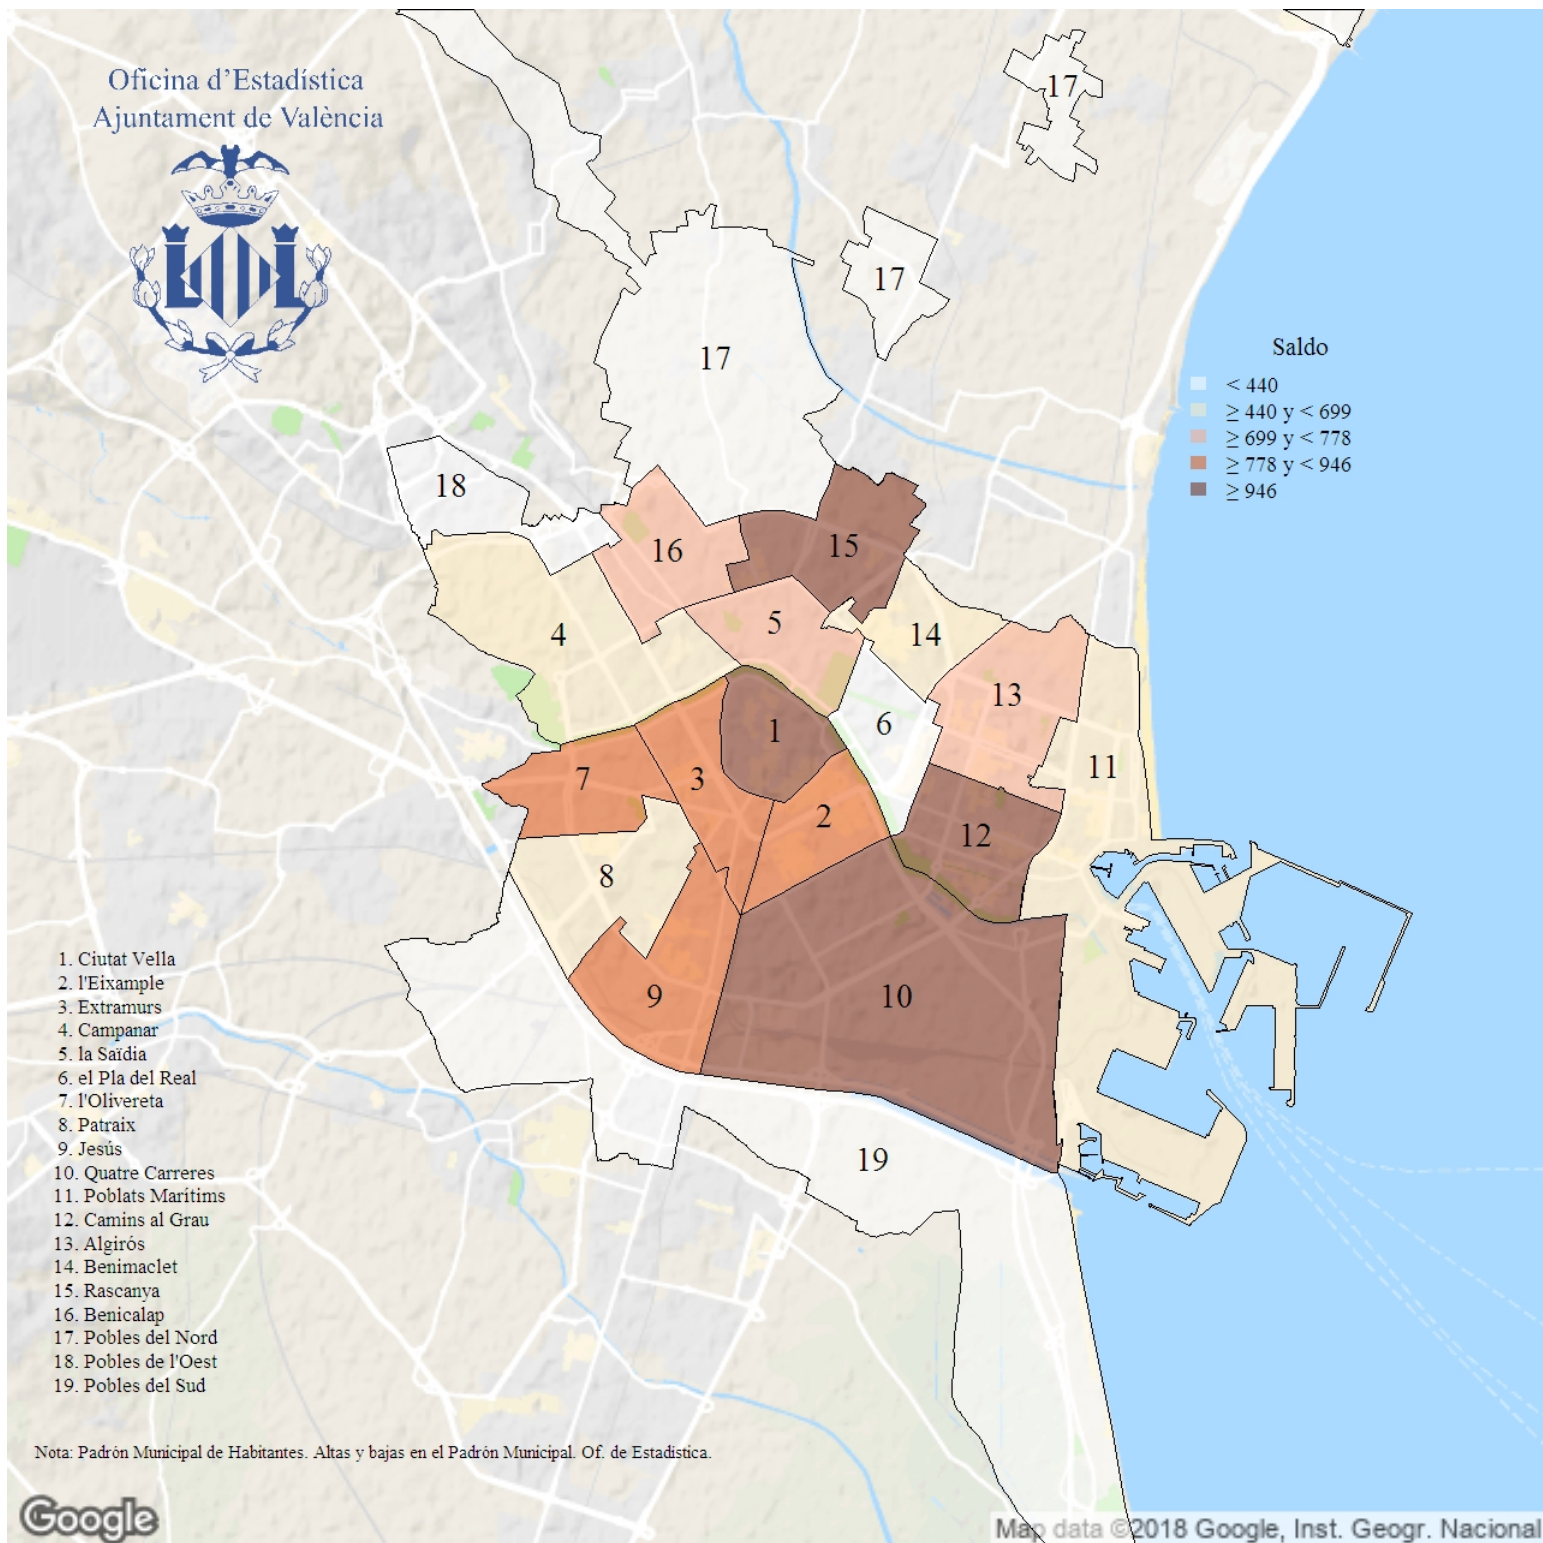 Oficina d'Estadística
Ajuntament de València
17
17
17
Saldo
< 440
≥ 440 y < 699
≥ 699 y < 778
≥ 778 y < 946
≥ 946
18
16
15
5
4
14
13
6
1
11
7
3
2
12
8
9
10
19
1. Ciutat Vella
2. l'Eixample
3. Extramurs
4. Campanar
5. la Saïdia
6. el Pla del Real
7. l'Olivereta
8. Patraix
9. Jesús
10. Quatre Carreres
11. Poblats Marítims
12. Camins al Grau
13. Algirós
14. Benimaclet
15. Rascanya
16. Benicalap
17. Pobles del Nord
18. Pobles de l'Oest
19. Pobles del Sud
Nota: Padrón Municipal de Habitantes. Altas y bajas en el Padrón Municipal. Of. de Estadística.
Google
Map data ©2018 Google, Inst. Geogr. Nacional